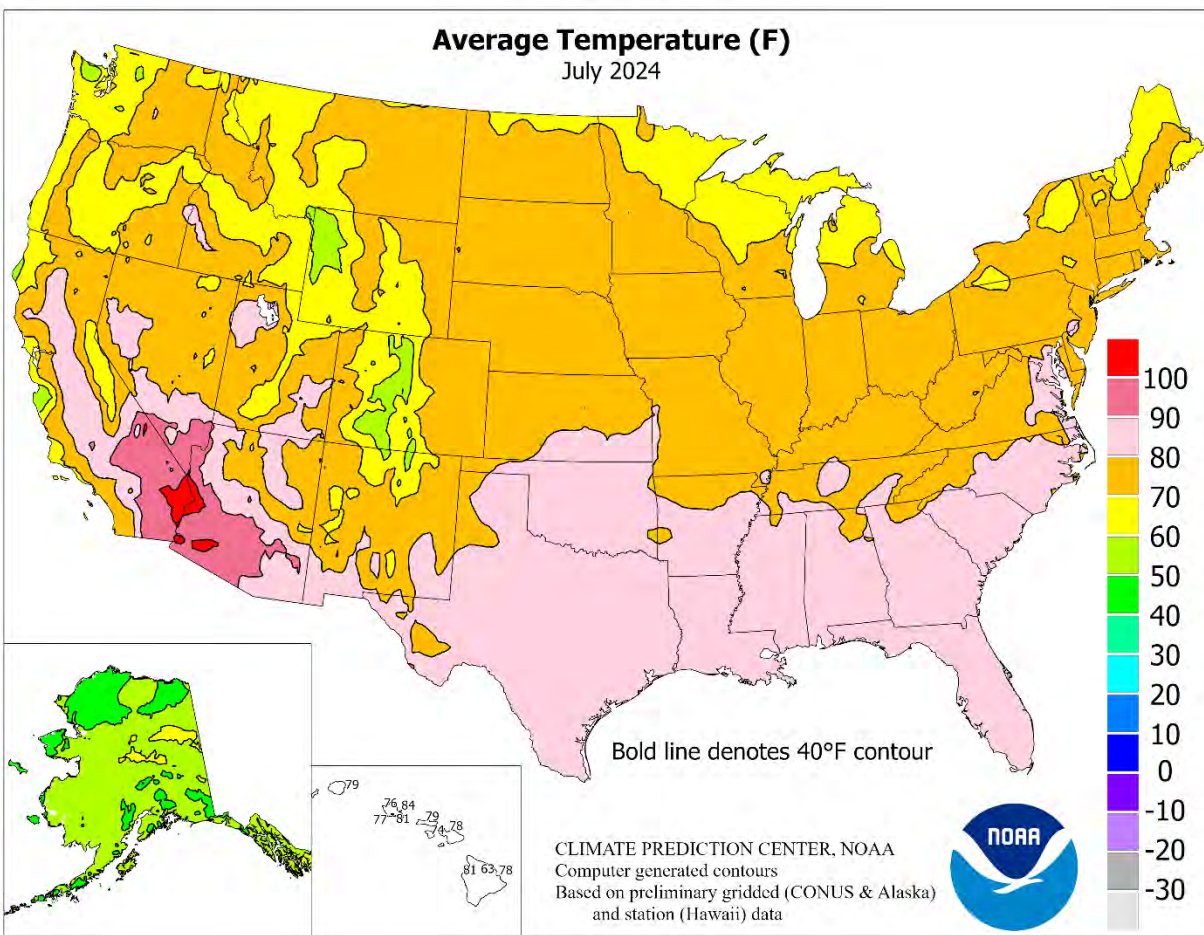 Average Temperature (F)
July 2024
100
90
80
70
60
50
40
30
20
10
0
-10
-20
-30
Bold line denotes 40°F contour
79
76 84
77 81
79
74 78
81 63 78
CLIMATE PREDICTION CENTER, NOAA
Computer generated contours
Based on preliminary gridded (CONUS & Alaska)
and station (Hawaii) data
NOAA